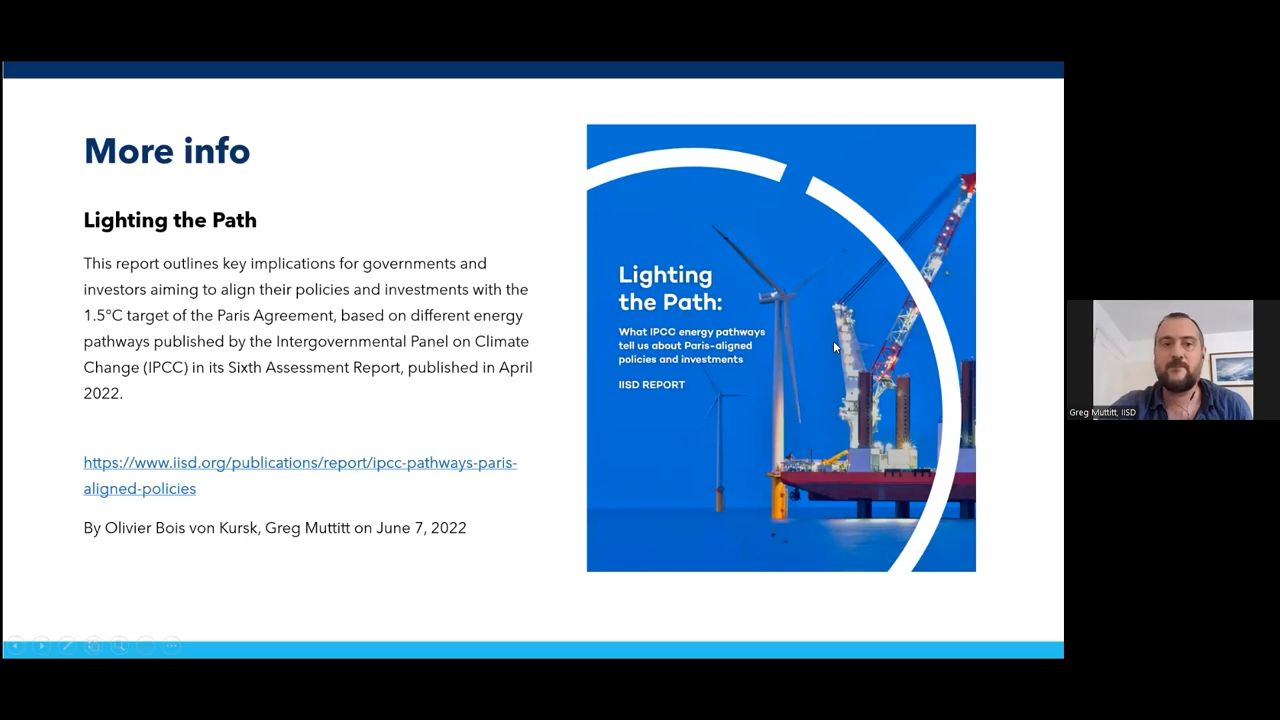 More info
Lighting the Path
This report outlines key implications for governments and
investors aiming to align their policies and investments with the
1.5°C target of the Paris Agreement, based on different energy
pathways published by the Intergovernmental Panel on Climate
Change (IPCC) in its Sixth Assessment Report, published in April
2022.
https://www.iisd.org/publications/report/ipcc-pathways-paris-
aligned-policies
By Olivier Bois von Kursk, Greg Muttitt on June 7, 2022
Lighting
the Path:
What IPCC energy pathways
tell us about Paris-aligned
policies and investments
IISD REPORT
Greg Muttitt, IISD